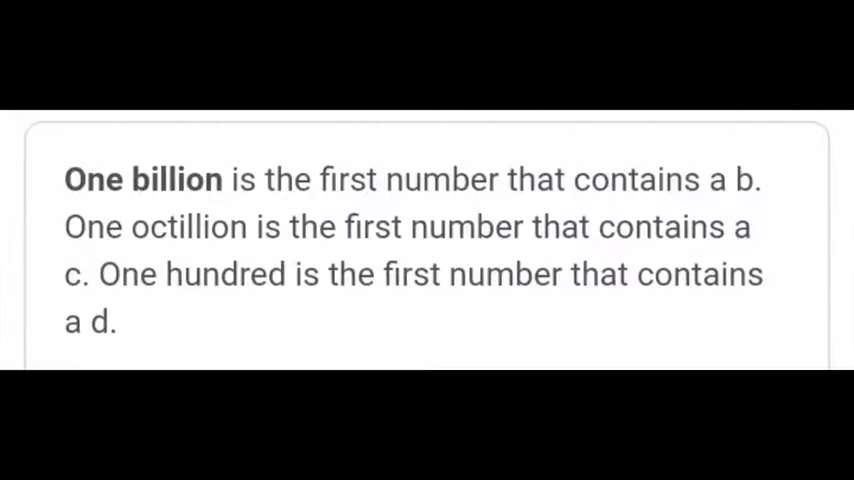 One billion is the first number that contains a b.
One octillion is the first number that contains a
c. One hundred is the first number that contains
a d.